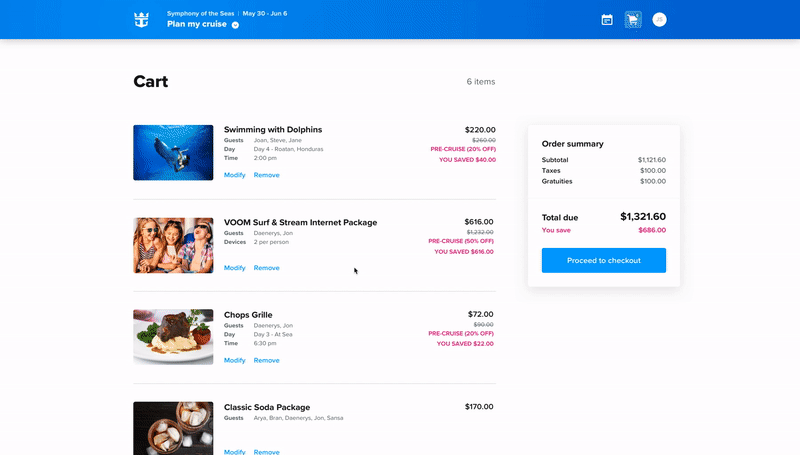 Symphony of the Seas | May 30 - Jun 6
Plan my cruise
JS
Cart
6 items
Swimming with Dolphins
$220.00
Guests Joan, Steve, Jane
$260.00
Day Day 4 - Roatan, Honduras
PRE-CRUISE (20% OFF)
Time 2:00 pm
YOU SAVED $40.00
Modify Remove
VOOM Surf & Stream Internet Package
$616.00
Guests Daenerys, Jon
$1,232.00
Devices 2 per person
PRE-CRUISE (50% OFF)
YOU SAVED $616.00
Modify Remove
Chops Grille
$72.00
Guests Daenerys, Jon
$90.00
Day Day 3 - At Sea
PRE-CRUISE (20% OFF)
Time 6:30 pm
YOU SAVED $22.00
Modify Remove
Classic Soda Package
$170.00
Guests Arya, Bran, Daenerys, Jon, Sansa
Modify Remove
Order summary
Subtotal $1,121.60
Taxes $100.00
Gratuities $100.00
Total due $1,321.60
You save $686.00
Proceed to checkout